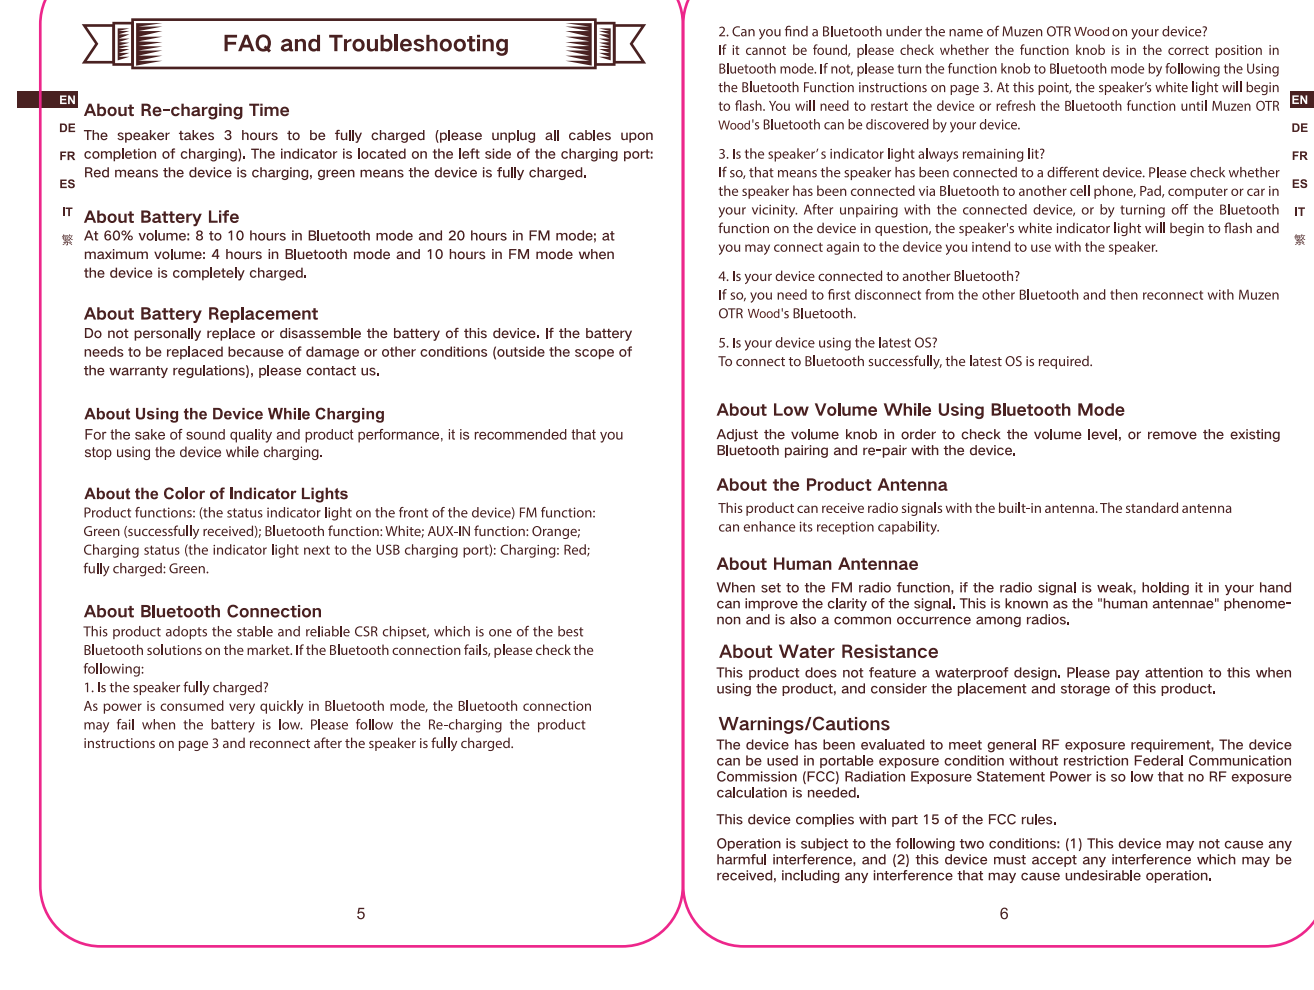 FAQ and Troubleshooting
EN
DE
FR
ES
IT
繁
About Re-charging Time
The speaker takes 3 hours to be fully charged (please unplug all cables upon
completion of charging). The indicator is located on the left side of the charging port:
Red means the device is charging, green means the device is fully charged.
About Battery Life
At 60% volume: 8 to 10 hours in Bluetooth mode and 20 hours in FM mode; at
maximum volume: 4 hours in Bluetooth mode and 10 hours in FM mode when
the device is completely charged.
About Battery Replacement
Do not personally replace or disassemble the battery of this device. If the battery
needs to be replaced because of damage or other conditions (outside the scope of
the warranty regulations), please contact us.
About Using the Device While Charging
For the sake of sound quality and product performance, it is recommended that you
stop using the device while charging.
About the Color of Indicator Lights
Product functions: (the status indicator light on the front of the device) FM function:
Green (successfully received); Bluetooth function: White; AUX-IN function: Orange;
Charging status (the indicator light next to the USB charging port): Charging: Red;
fully charged: Green.
About Bluetooth Connection
This product adopts the stable and reliable CSR chipset, which is one of the best
Bluetooth solutions on the market. If the Bluetooth connection fails, please check the
following:
1. Is the speaker fully charged?
As power is consumed very quickly in Bluetooth mode, the Bluetooth connection
may fail when the battery is low. Please follow the Re-charging the product
instructions on page 3 and reconnect after the speaker is fully charged.
5
2. Can you find a Bluetooth under the name of Muzen OTR Wood on your device?
If it cannot be found, please check whether the function knob is in the correct position in
Bluetooth mode. If not, please turn the function knob to Bluetooth mode by following the Using
the Bluetooth Function instructions on page 3. At this point, the speaker's white light will begin
to flash. You will need to restart the device or refresh the Bluetooth function until Muzen OTR
Wood's Bluetooth can be discovered by your device.
3. Is the speaker's indicator light always remaining lit?
If so, that means the speaker has been connected to a different device. Please check whether
the speaker has been connected via Bluetooth to another cell phone, Pad, computer or car in
your vicinity. After unpairing with the connected device, or by turning off the Bluetooth
function on the device in question, the speaker's white indicator light will begin to flash and
you may connect again to the device you intend to use with the speaker.
4. Is your device connected to another Bluetooth?
If so, you need to first disconnect from the other Bluetooth and then reconnect with Muzen
OTR Wood's Bluetooth.
5. Is your device using the latest OS?
To connect to Bluetooth successfully, the latest OS is required.
About Low Volume While Using Bluetooth Mode
Adjust the volume knob in order to check the volume level, or remove the existing
Bluetooth pairing and re-pair with the device.
About the Product Antenna
This product can receive radio signals with the built-in antenna. The standard antenna
can enhance its reception capability.
About Human Antennae
When set to the FM radio function, if the radio signal is weak, holding it in your hand
can improve the clarity of the signal. This is known as the "human antennae" phenome-
non and is also a common occurrence among radios.
About Water Resistance
This product does not feature a waterproof design. Please pay attention to this when
using the product, and consider the placement and storage of this product.
Warnings/Cautions
The device has been evaluated to meet general RF exposure requirement, The device
can be used in portable exposure condition without restriction Federal Communication
Commission (FCC) Radiation Exposure Statement Power is so low that no RF exposure
calculation is needed.
This device complies with part 15 of the FCC rules.
Operation is subject to the following two conditions: (1) This device may not cause any
harmful interference, and (2) this device must accept any interference which may be
received, including any interference that may cause undesirable operation.
6
EN
DE
FR
ES
IT
繁